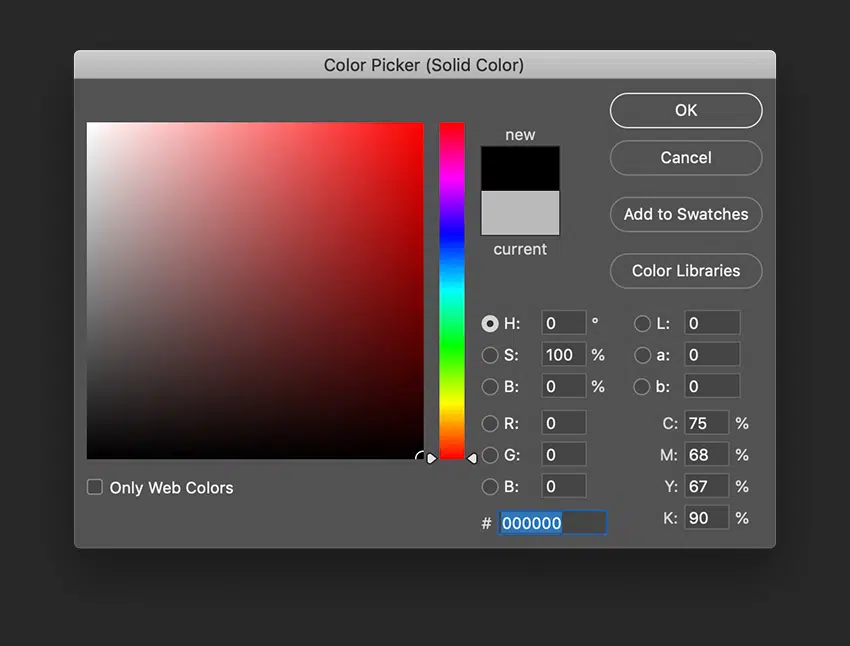 Color Picker (Solid Color)
new
current
OK
Cancel
Add to Swatches
Color Libraries
H: 0 °
S: 100 %
B: 0 %
R: 0
G: 0
B: 0
# 000000
L: 0
a: 0
b: 0
C: 75 %
M: 68 %
Y: 67 %
K: 90 %
Only Web Colors